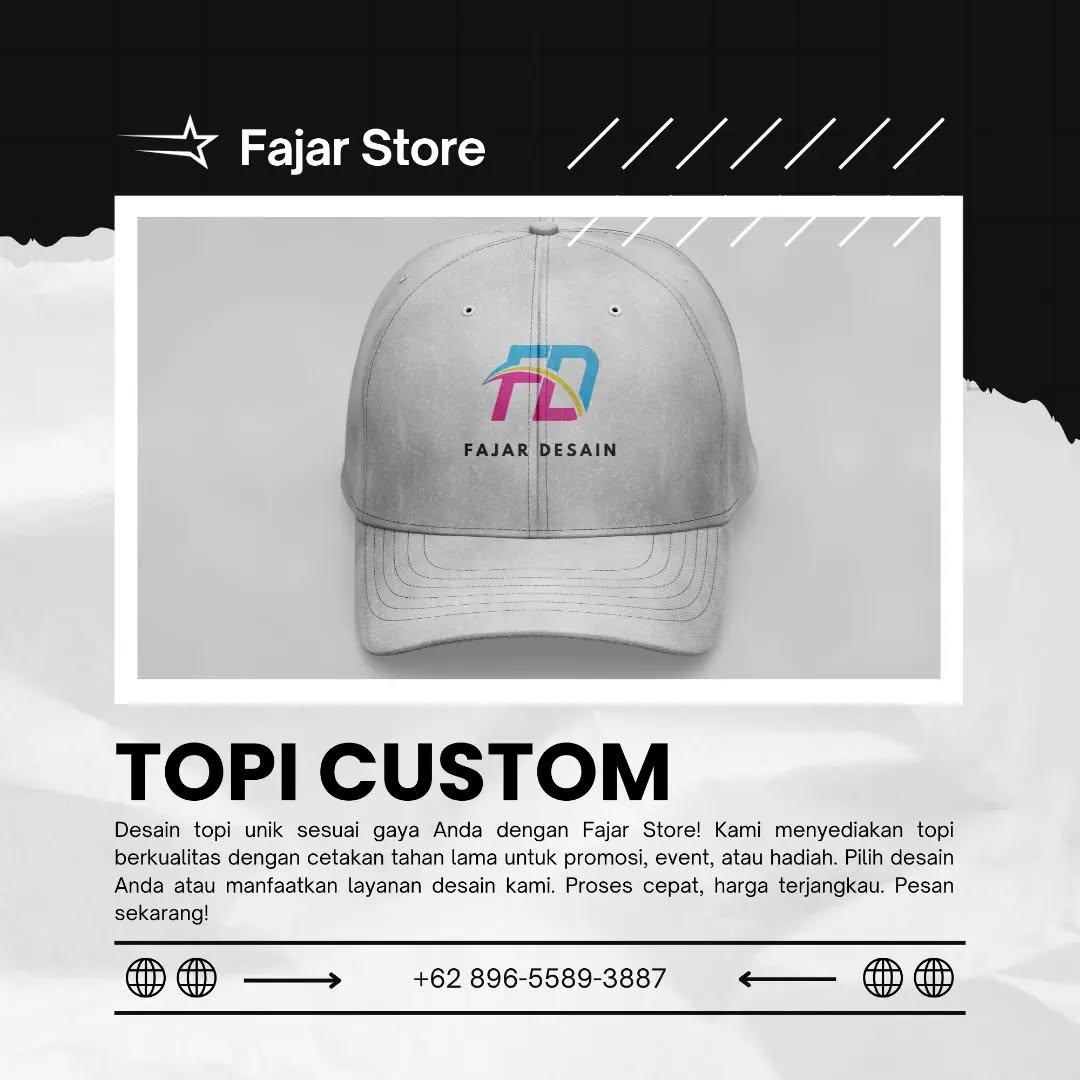 Fajar Store
FD
FAJAR DESAIN
TOPI CUSTOM
Desain topi unik sesuai gaya Anda dengan Fajar Store! Kami menyediakan topi
berkualitas dengan cetakan tahan lama untuk promosi, event, atau hadiah. Pilih desain
Anda atau manfaatkan layanan desain kami. Proses cepat, harga terjangkau. Pesan
sekarang!
+62 896-5589-3887